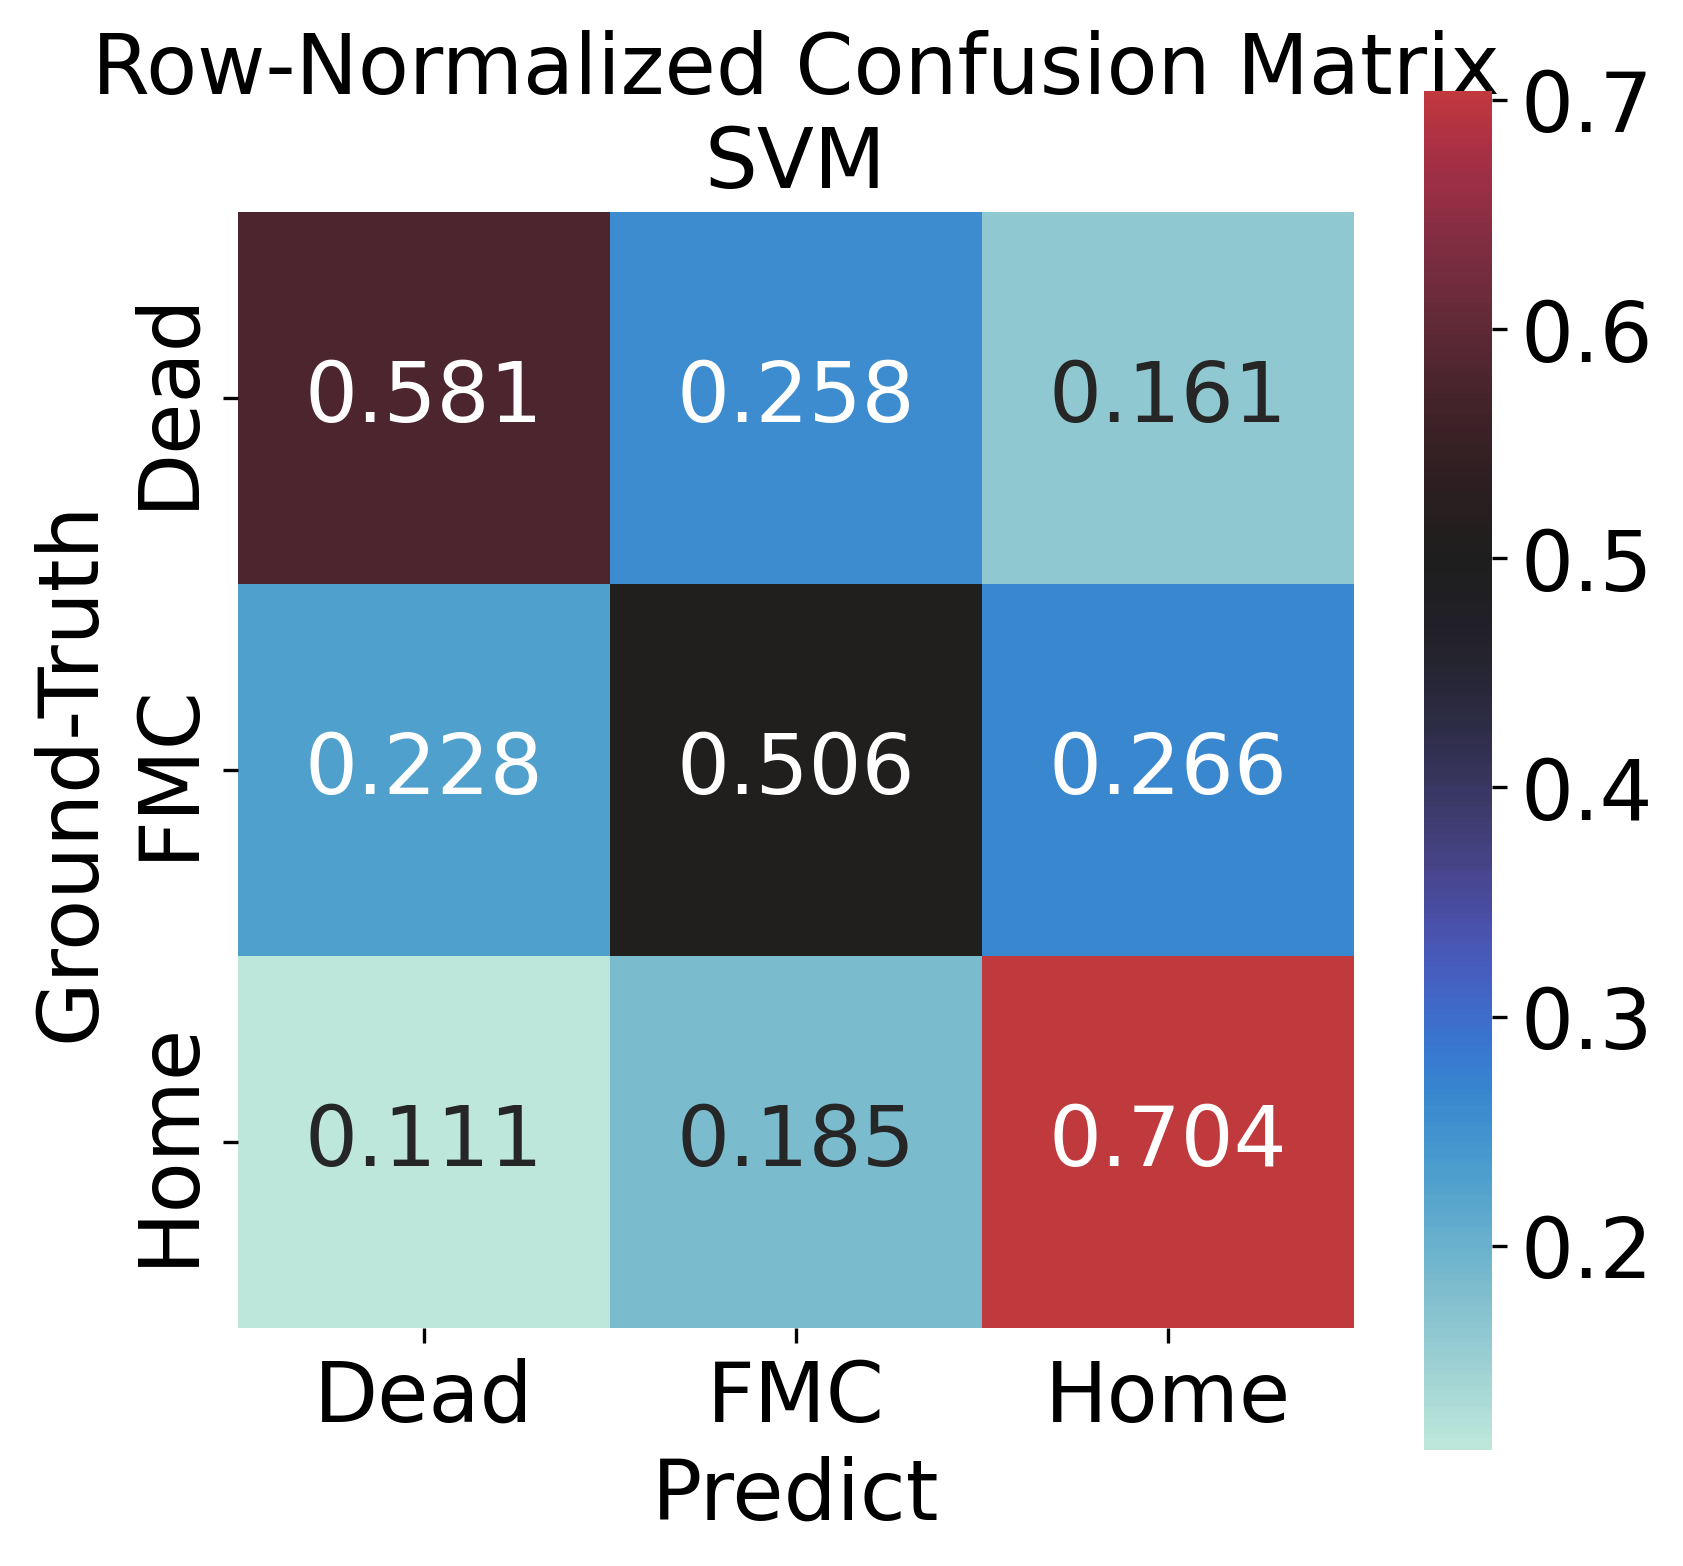 Row-Normalized Confusion Matrix
SVM
Ground-Truth
Dead
FMC
Home
0.581 0.258 0.161
0.228 0.506 0.266
0.111 0.185 0.704
Dead FMC Home
Predict
0.7
0.6
0.5
0.4
0.3
0.2